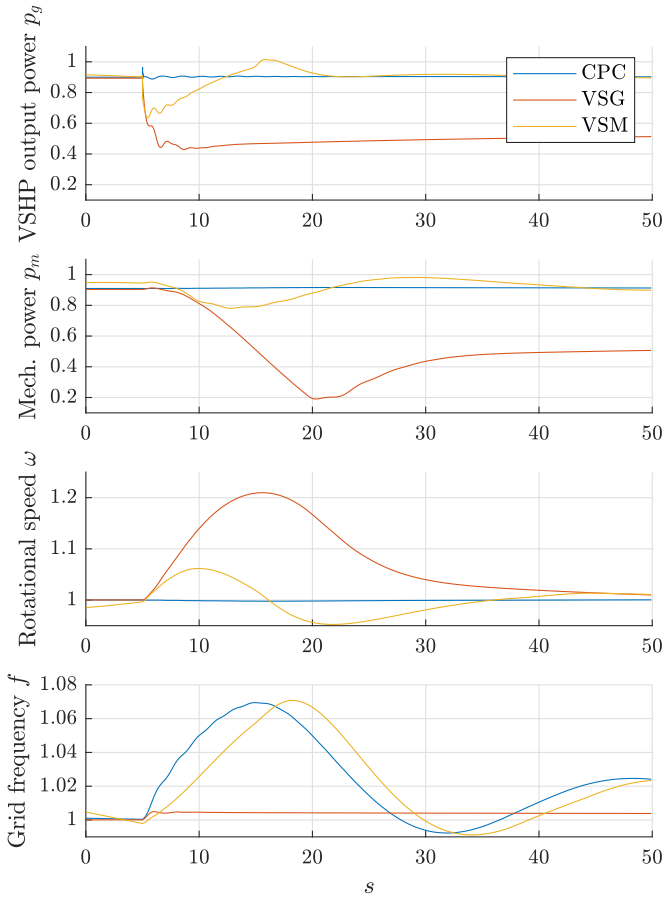 VSHP output power p_g
1
0.8
0.6
0.4
0.2
0 10 20 30 40 50
CPC
VSG
VSM
Mech. power p_m
1
0.8
0.6
0.4
0.2
0 10 20 30 40 50
Rotational speed ω
1.2
1.1
1
0 10 20 30 40 50
Grid frequency f
1.08
1.06
1.04
1.02
1
0 10 20 30 40 50
s